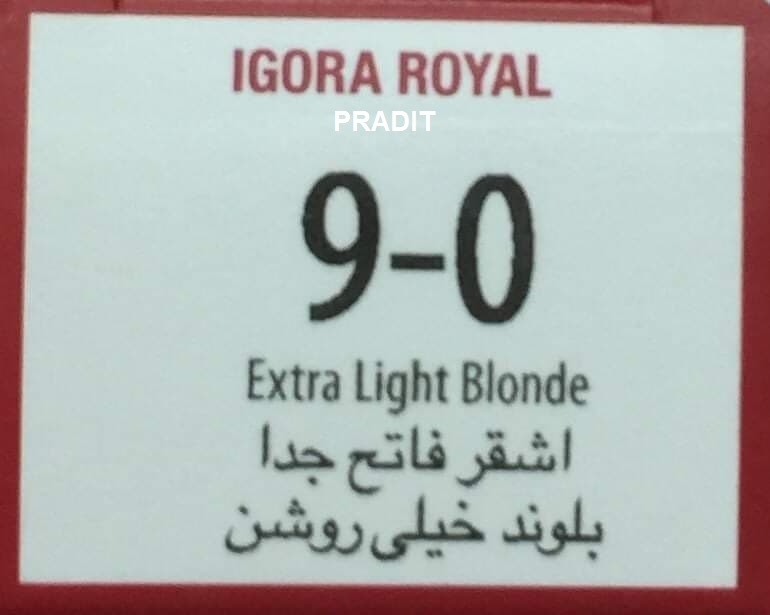 IGORA ROYAL
PRADIT
9-0
Extra Light Blonde
اشقر فاتح جدا
بلوند خیلی روشن